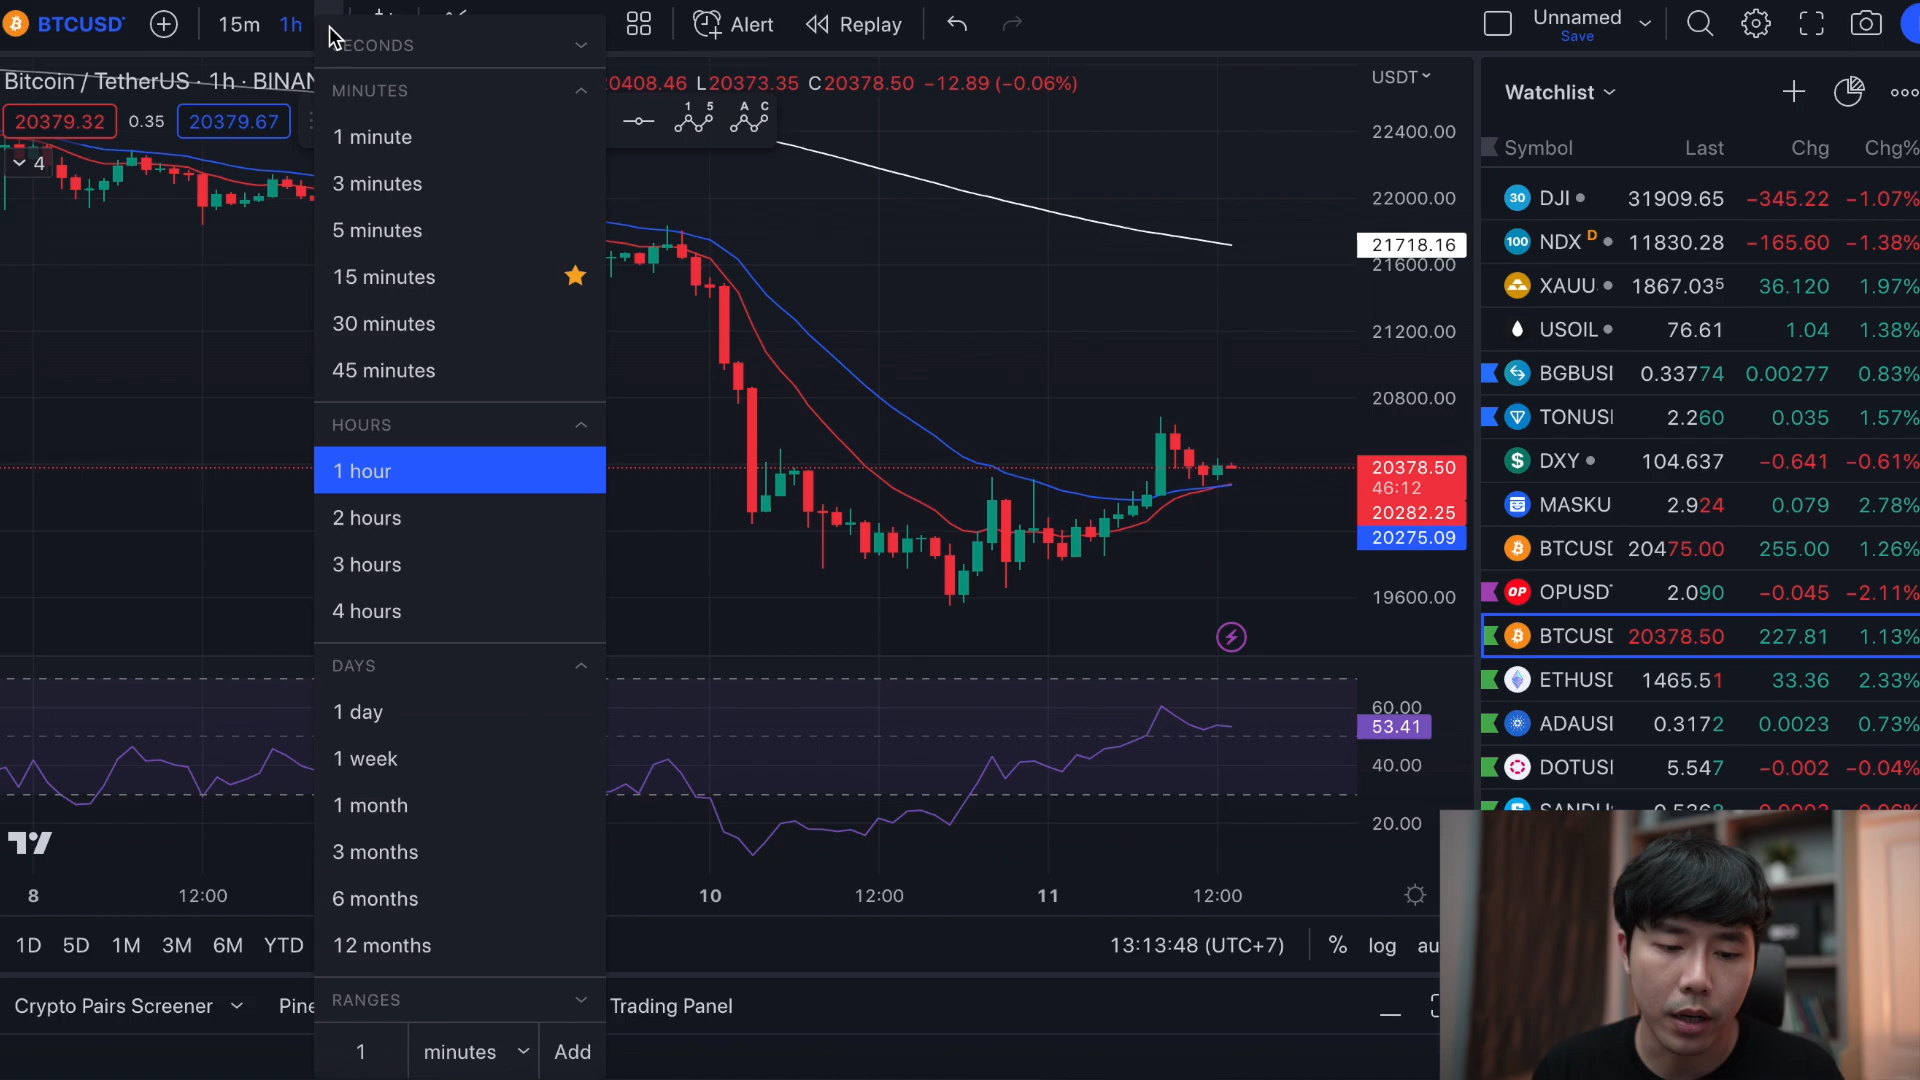 BTCUSD
15m
1h
Alert
Replay
Unnamed
Save
Bitcoin / TetherUS · 1h · BINAN
20408.46 L20373.35 C20378.50 −12.89 (−0.06%)
20379.32
0.35
20379.67
4
1 5
A C
SECONDS
MINUTES
1 minute
3 minutes
5 minutes
15 minutes
30 minutes
45 minutes
HOURS
1 hour
2 hours
3 hours
4 hours
DAYS
1 day
1 week
1 month
3 months
6 months
12 months
RANGES
1
minutes
Add
USDT
22400.00
22000.00
21718.16
21600.00
21200.00
20800.00
20378.50
46:12
20282.25
20275.09
19600.00
60.00
53.41
40.00
20.00
8
12:00
10
12:00
11
12:00
1D 5D 1M 3M 6M YTD
13:13:48 (UTC+7)
%
log
au
Crypto Pairs Screener
Pine
Trading Panel
Watchlist
Symbol Last Chg Chg%
30 DJI 31909.65 −345.22 −1.07%
100 NDX D 11830.28 −165.60 −1.38%
XAUU 1867.035 36.120 1.97%
USOIL 76.61 1.04 1.38%
BGBUSI 0.33774 0.00277 0.83%
TONUSI 2.260 0.035 1.57%
$ DXY 104.637 −0.641 −0.61%
MASKU 2.924 0.079 2.78%
BTCUSI 20475.00 255.00 1.26%
OP OPUSDT 2.090 −0.045 −2.11%
BTCUSI 20378.50 227.81 1.13%
ETHUSI 1465.51 33.36 2.33%
ADAUSI 0.3172 0.0023 0.73%
DOTUSI 5.547 −0.002 −0.04%